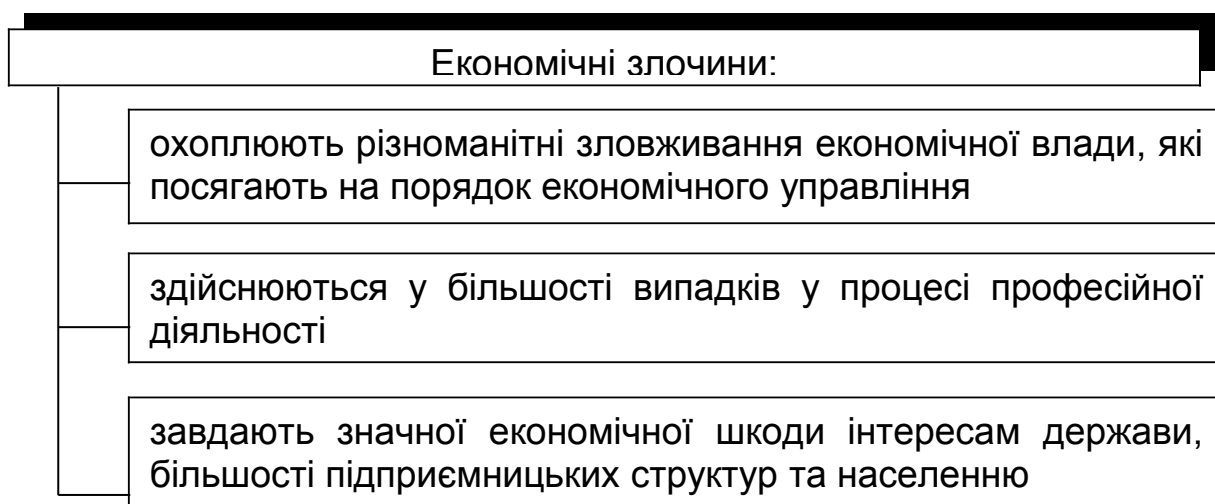 Економічні злочини:
охоплюють різноманітні зловживання економічної влади, які
посягають на порядок економічного управління
здійснюються у більшості випадків у процесі професійної
діяльності
завдають значної економічної шкоди інтересам держави,
більшості підприємницьких структур та населенню